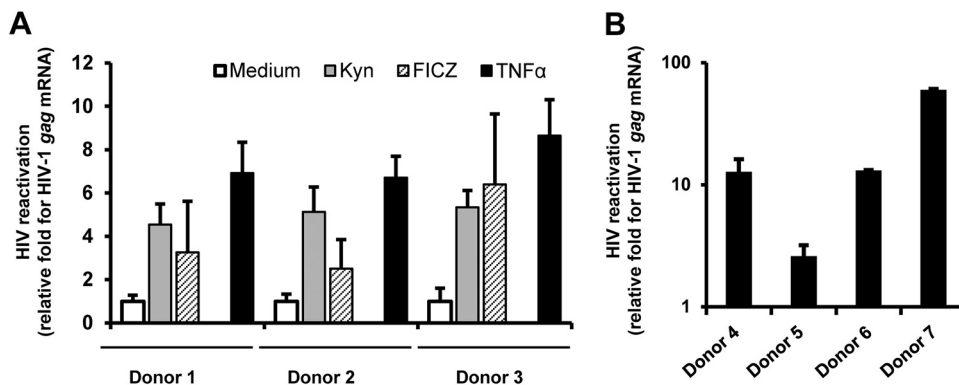 A
HIV reactivation
(relative fold for HIV-1 gag mRNA)
12
10
8
6
4
2
0
Medium Kyn FICZ TNFα
Donor 1 Donor 2 Donor 3
B
HIV reactivation
(relative fold for HIV-1 gag mRNA)
100
10
1
Donor 4 Donor 5 Donor 6 Donor 7